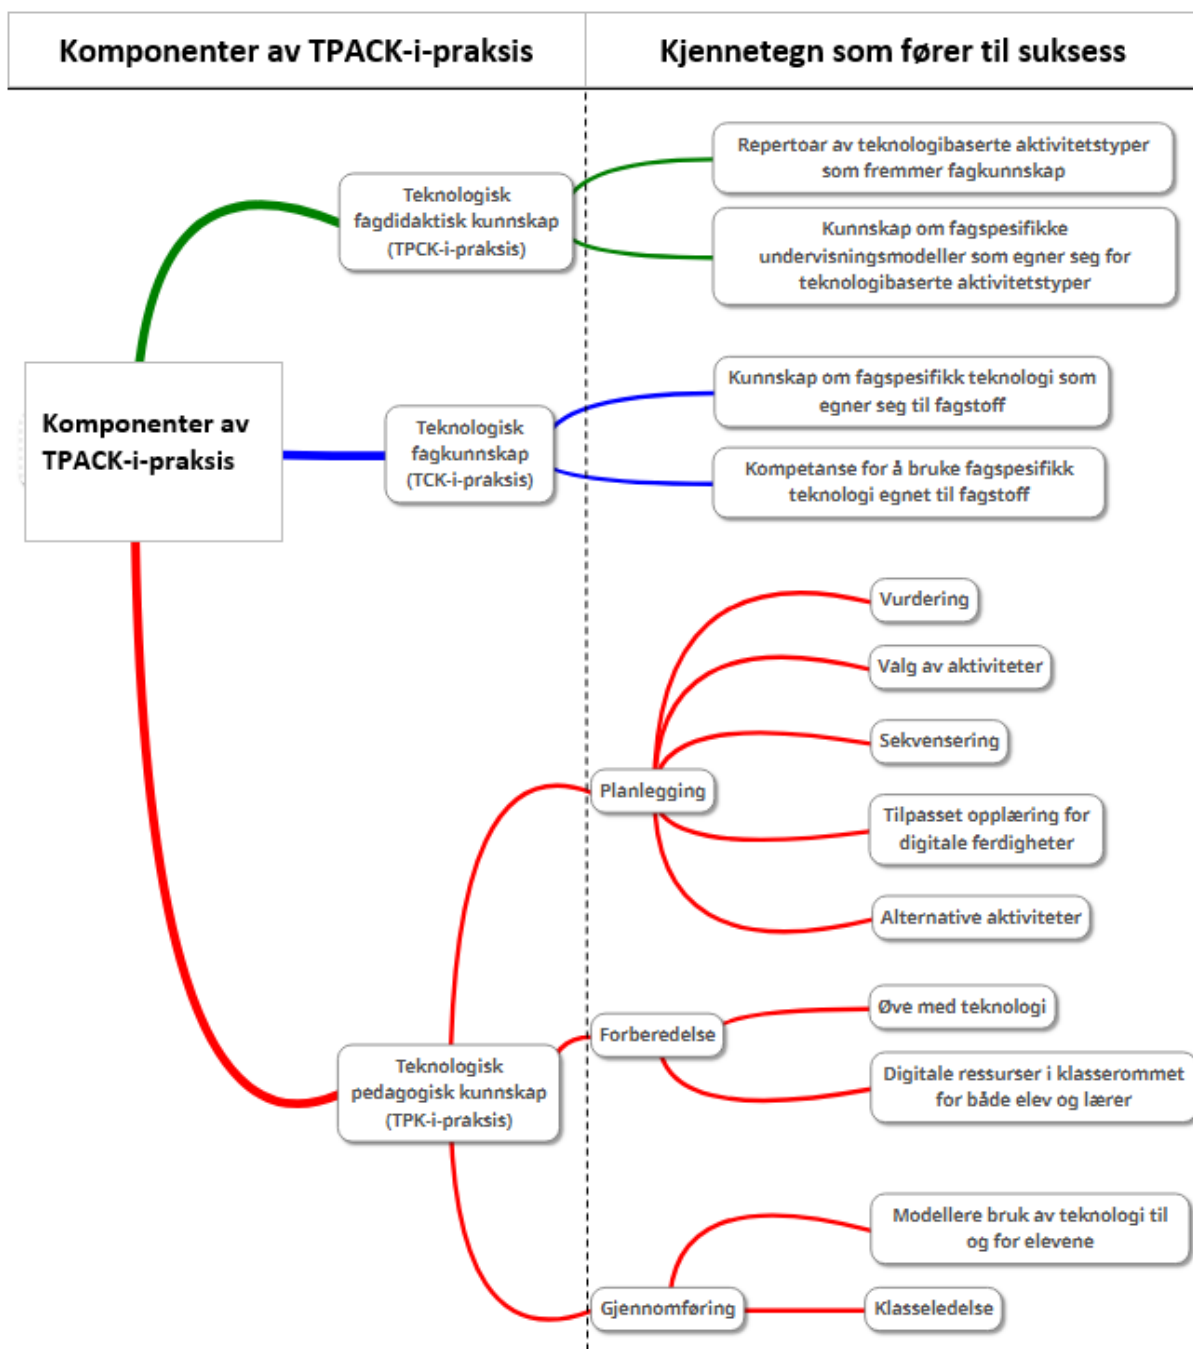 Komponenter av TPACK-i-praksis
Kjennetegn som fører til suksess
Komponenter av
TPACK-i-praksis
Teknologisk
fagdidaktisk kunnskap
(TPCK-i-praksis)
Repertoar av teknologibaserte aktivitetstyper
som fremmer fagkunnskap
Kunnskap om fagspesifikke
undervisningsmodeller som egner seg for
teknologibaserte aktivitetstyper
Teknologisk
fagkunnskap
(TCK-i-praksis)
Kunnskap om fagspesifikk teknologi som
egner seg til fagstoff
Kompetanse for å bruke fagspesifikk
teknologi egnet til fagstoff
Teknologisk
pedagogisk kunnskap
(TPK-i-praksis)
Planlegging
Vurdering
Valg av aktiviteter
Sekvensering
Tilpasset opplæring for
digitale ferdigheter
Alternative aktiviteter
Forberedelse
Øve med teknologi
Digitale ressurser i klasserommet
for både elev og lærer
Gjennomføring
Modellere bruk av teknologi til
og for elevene
Klasseledelse